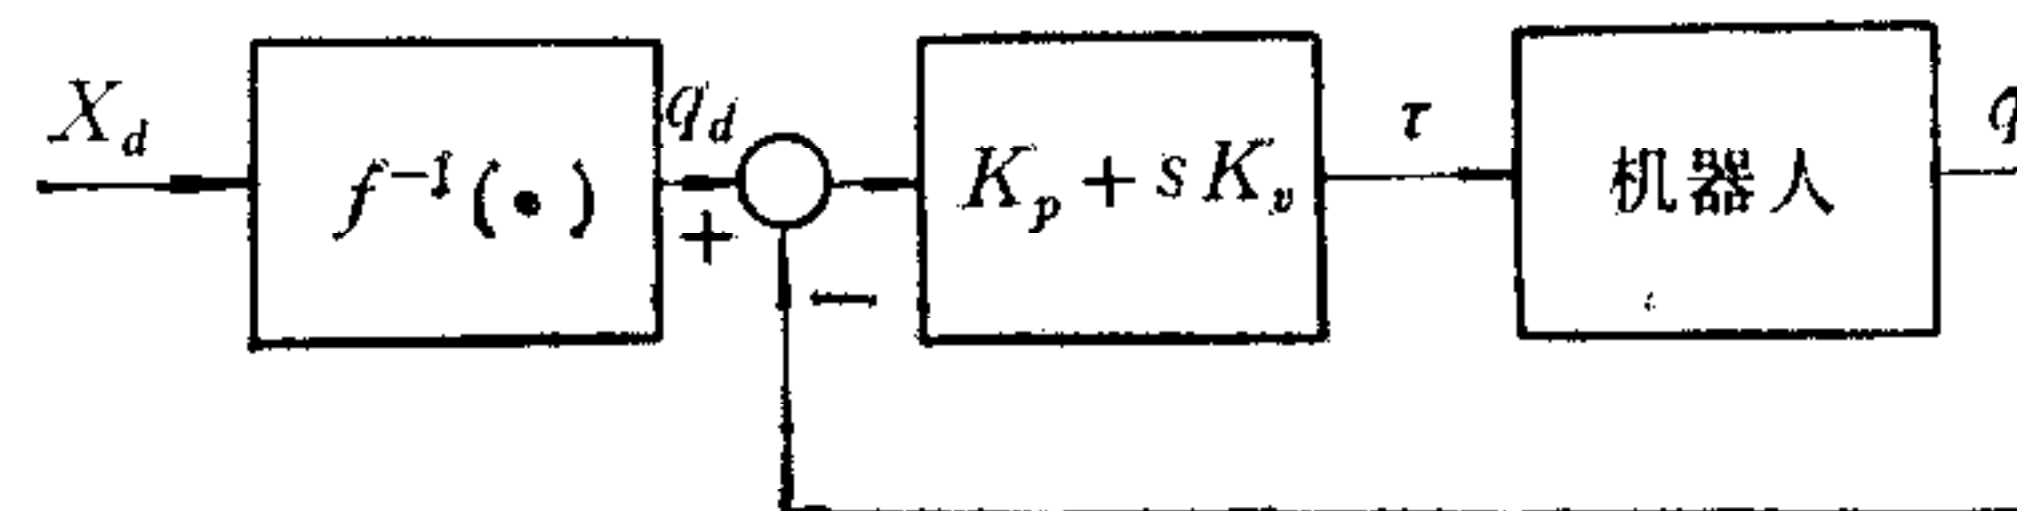 X_d
f^{-1}(•)
q_d
+
−
K_p + sK_v
τ
机器人
q